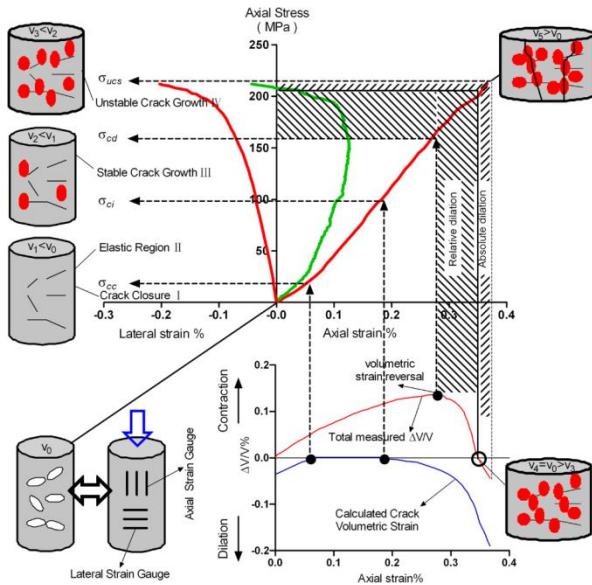 Axial Stress
( MPa)
v₃<v₂
250
σucs
200
Unstable Crack Growth IV
v₅>v₀
σcd
150
v₂<v₁
Stable Crack Growth III
σci
100
v₁<v₀
Elastic Region II
50
σcc
Crack Closure I
Relative dilation
Absolute dilation
-0.3 -0.2 -0.1 -0.0 0.1 0.2 0.3 0.4
Lateral strain % Axial strain%
0.2
volumetric
strain reversal
Contraction
0.1
Total measured ΔV/V
v₀
Axial Strain Gauge
ΔV/V%
0.0
v₄=v₀>v₃
Calculated Crack
Volumetric Strain
-0.1
Dilation
Lateral Strain Gauge
-0.2
0.0 0.1 0.2 0.3 0.4
Axial strain%